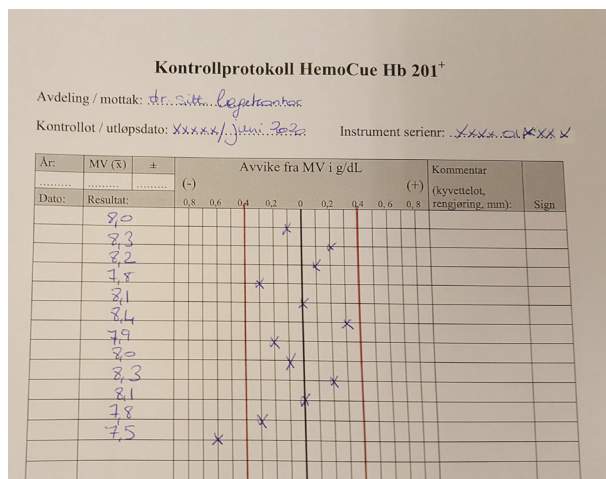 Kontrollprotokoll HemoCue Hb 201+
Avdeling / mottak: dr. sitt legekontor
Kontrollot / utløpsdato: xxxxx/juni 2020 Instrument serienr: xxxx 01xxxx
År: MV (x̄) ± Avvike fra MV i g/dL Kommentar
(-) (+) (kyvettelot,
Dato: Resultat: 0,8 0,6 0,4 0,2 0 0,2 0,4 0,6 0,8 rengjøring, mm): Sign
8,0
8,3
8,2
7,8
8,1
8,4
7,9
8,0
8,3
8,1
7,8
7,5